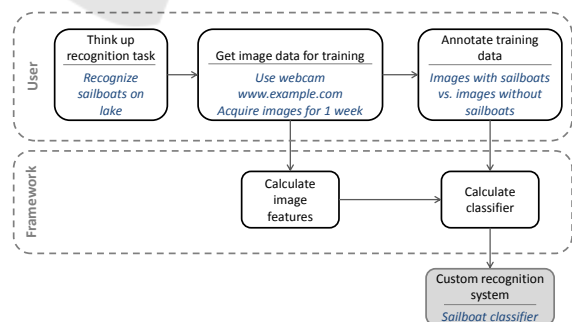 User
Think up
recognition task
Recognize
sailboats on
lake
Get image data for training
Use webcam
www.example.com
Acquire images for 1 week
Annotate training
data
Images with sailboats
vs. images without
sailboats
Framework
Calculate
image
features
Calculate
classifier
Custom recognition
system
Sailboat classifier